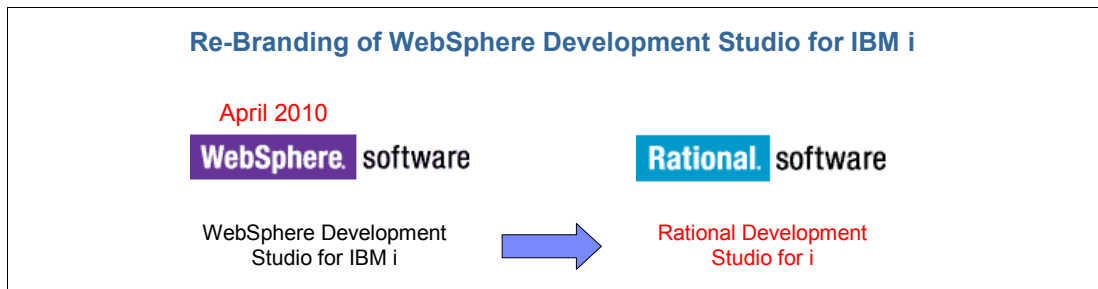 Re-Branding of WebSphere Development Studio for IBM i
April 2010
WebSphere. software
Rational. software
WebSphere Development
Studio for IBM i
Rational Development
Studio for i